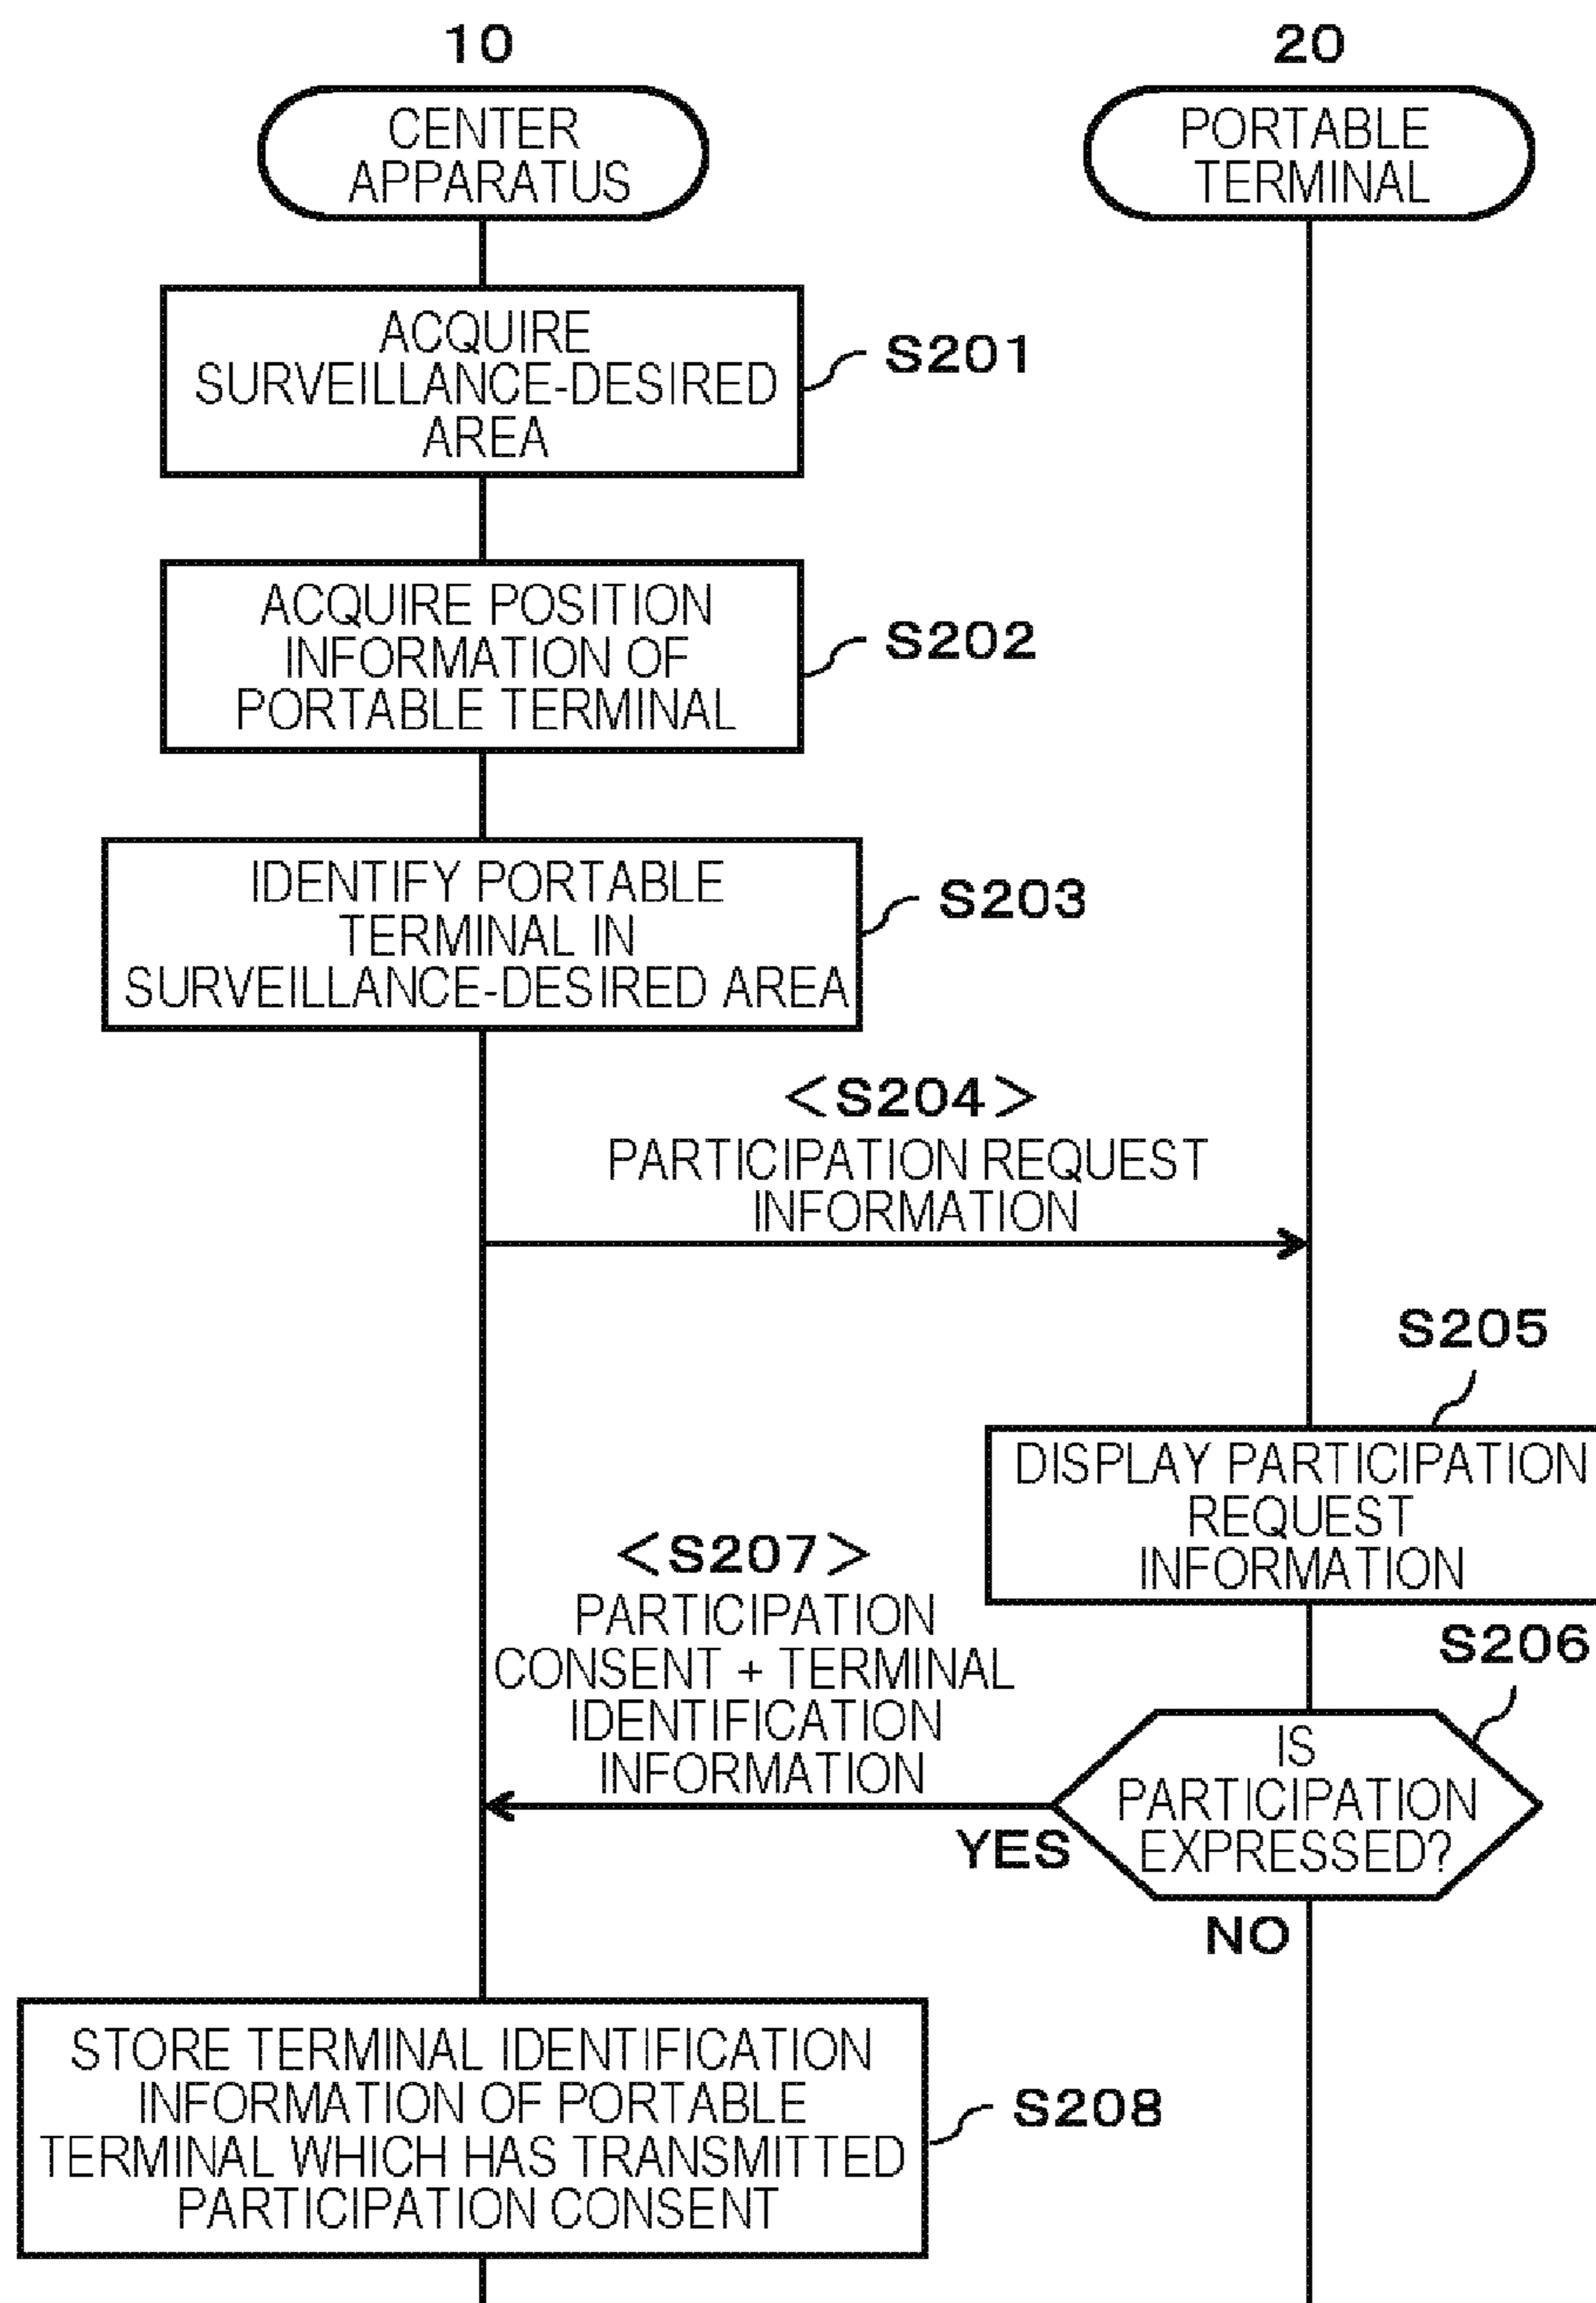 10
CENTER
APPARATUS
20
PORTABLE
TERMINAL
ACQUIRE
SURVEILLANCE-DESIRED
AREA
S201
ACQUIRE POSITION
INFORMATION OF
PORTABLE TERMINAL
S202
IDENTIFY PORTABLE
TERMINAL IN
SURVEILLANCE-DESIRED AREA
S203
<S204>
PARTICIPATION REQUEST
INFORMATION
S205
DISPLAY PARTICIPATION
REQUEST
INFORMATION
<S207>
PARTICIPATION
CONSENT + TERMINAL
IDENTIFICATION
INFORMATION
S206
IS
PARTICIPATION
EXPRESSED?
YES
NO
STORE TERMINAL IDENTIFICATION
INFORMATION OF PORTABLE
TERMINAL WHICH HAS TRANSMITTED
PARTICIPATION CONSENT
S208